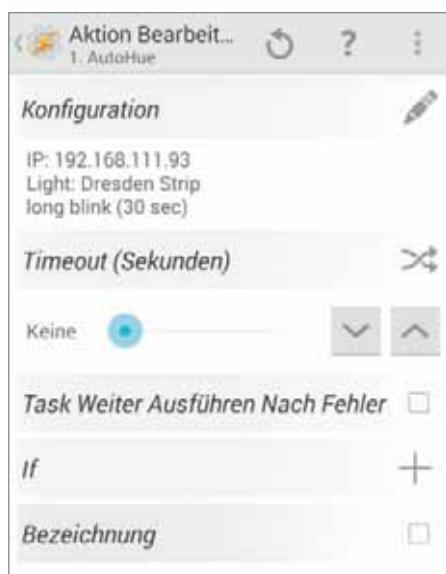 Aktion Bearbeit...
1. AutoHue
?
Konfiguration
IP: 192.168.111.93
Light: Dresden Strip
long blink (30 sec)
Timeout (Sekunden)
Keine
Task Weiter Ausführen Nach Fehler
If
Bezeichnung